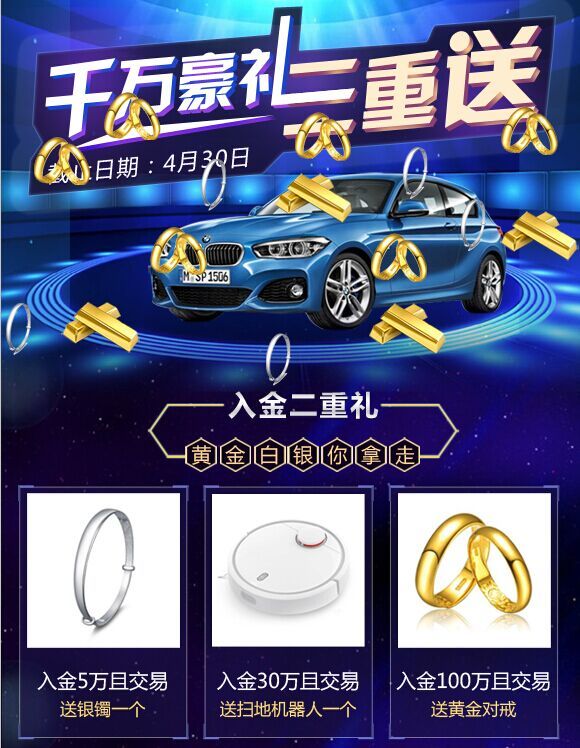 千万豪礼二重送
截止日期：4月30日
M·SP1506
入金二重礼
黄金白银你拿走
入金5万且交易
送银镯一个
入金30万且交易
送扫地机器人一个
入金100万且交易
送黄金对戒